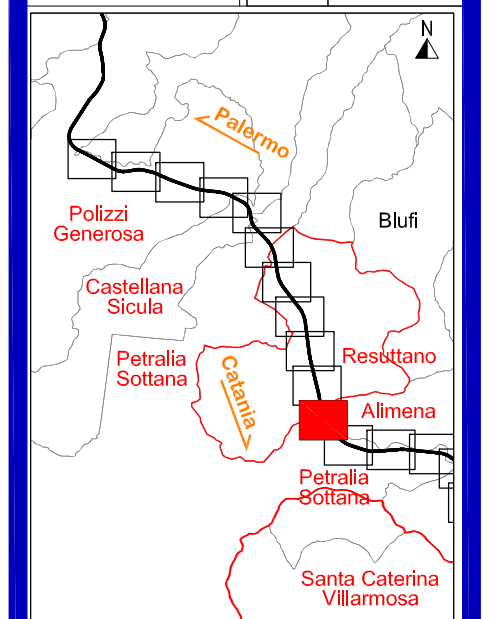 N
Palermo
Polizzi
Generosa
Blufi
Castellana
Sicula
Petralia
Sottana
Catania
Resuttano
Alimena
Petralia
Sottana
Santa Caterina
Villarmosa